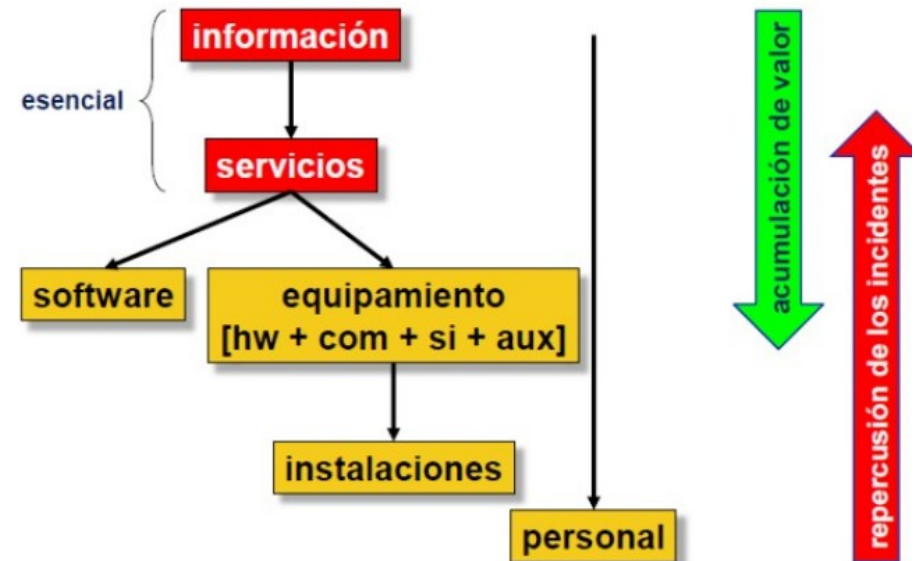 información
esencial
servicios
software
equipamiento
[hw + com + si + aux]
instalaciones
personal
acumulación de valor
repercusión de los incidentes